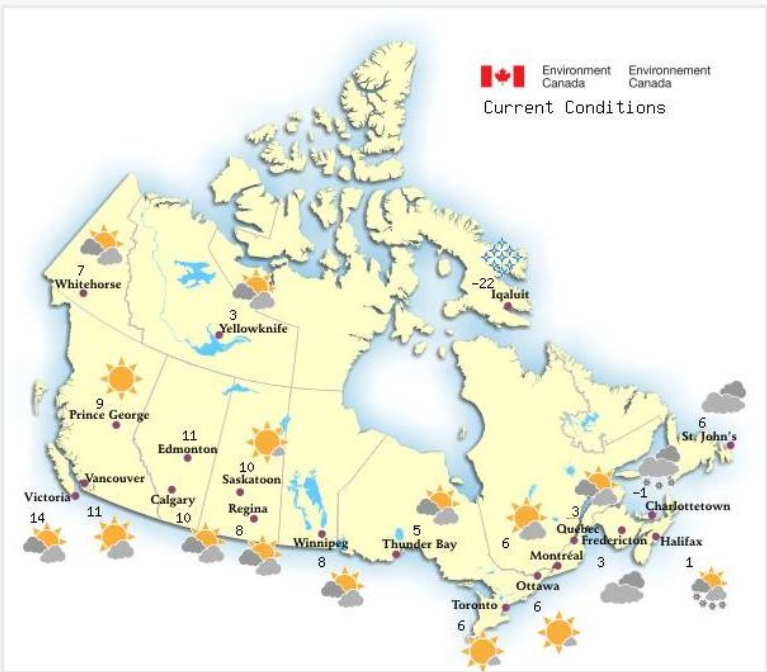 Environment Environnement
Canada Canada
Current Conditions
7
Whitehorse
-22
Iqaluit
3
Yellowknife
9
Prince George
11
Edmonton
6
St. John's
10
Saskatoon
Vancouver
Victoria
Calgary
Regina
14
11
10
8
Winnipeg
8
5
Thunder Bay
6
3
Québec
-1
Charlottetown
Fredericton
Halifax
3
1
Montréal
Ottawa
6
Toronto
6